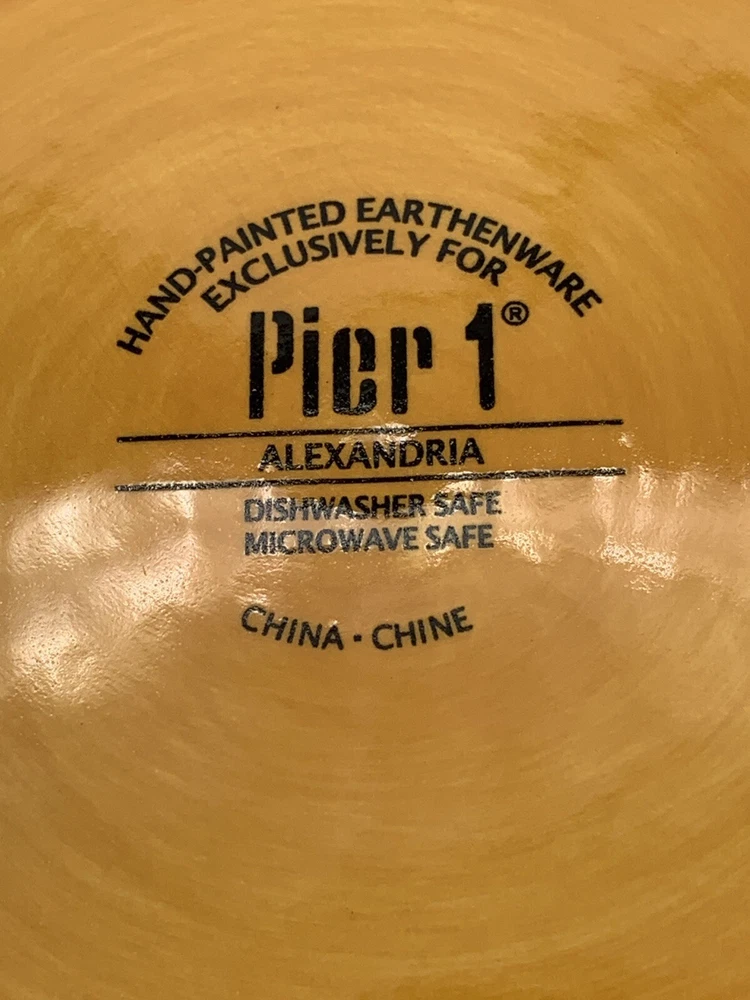 HAND-PAINTED EARTHENWARE
EXCLUSIVELY FOR
Pier 1®
ALEXANDRIA
DISHWASHER SAFE
MICROWAVE SAFE
CHINA · CHINE